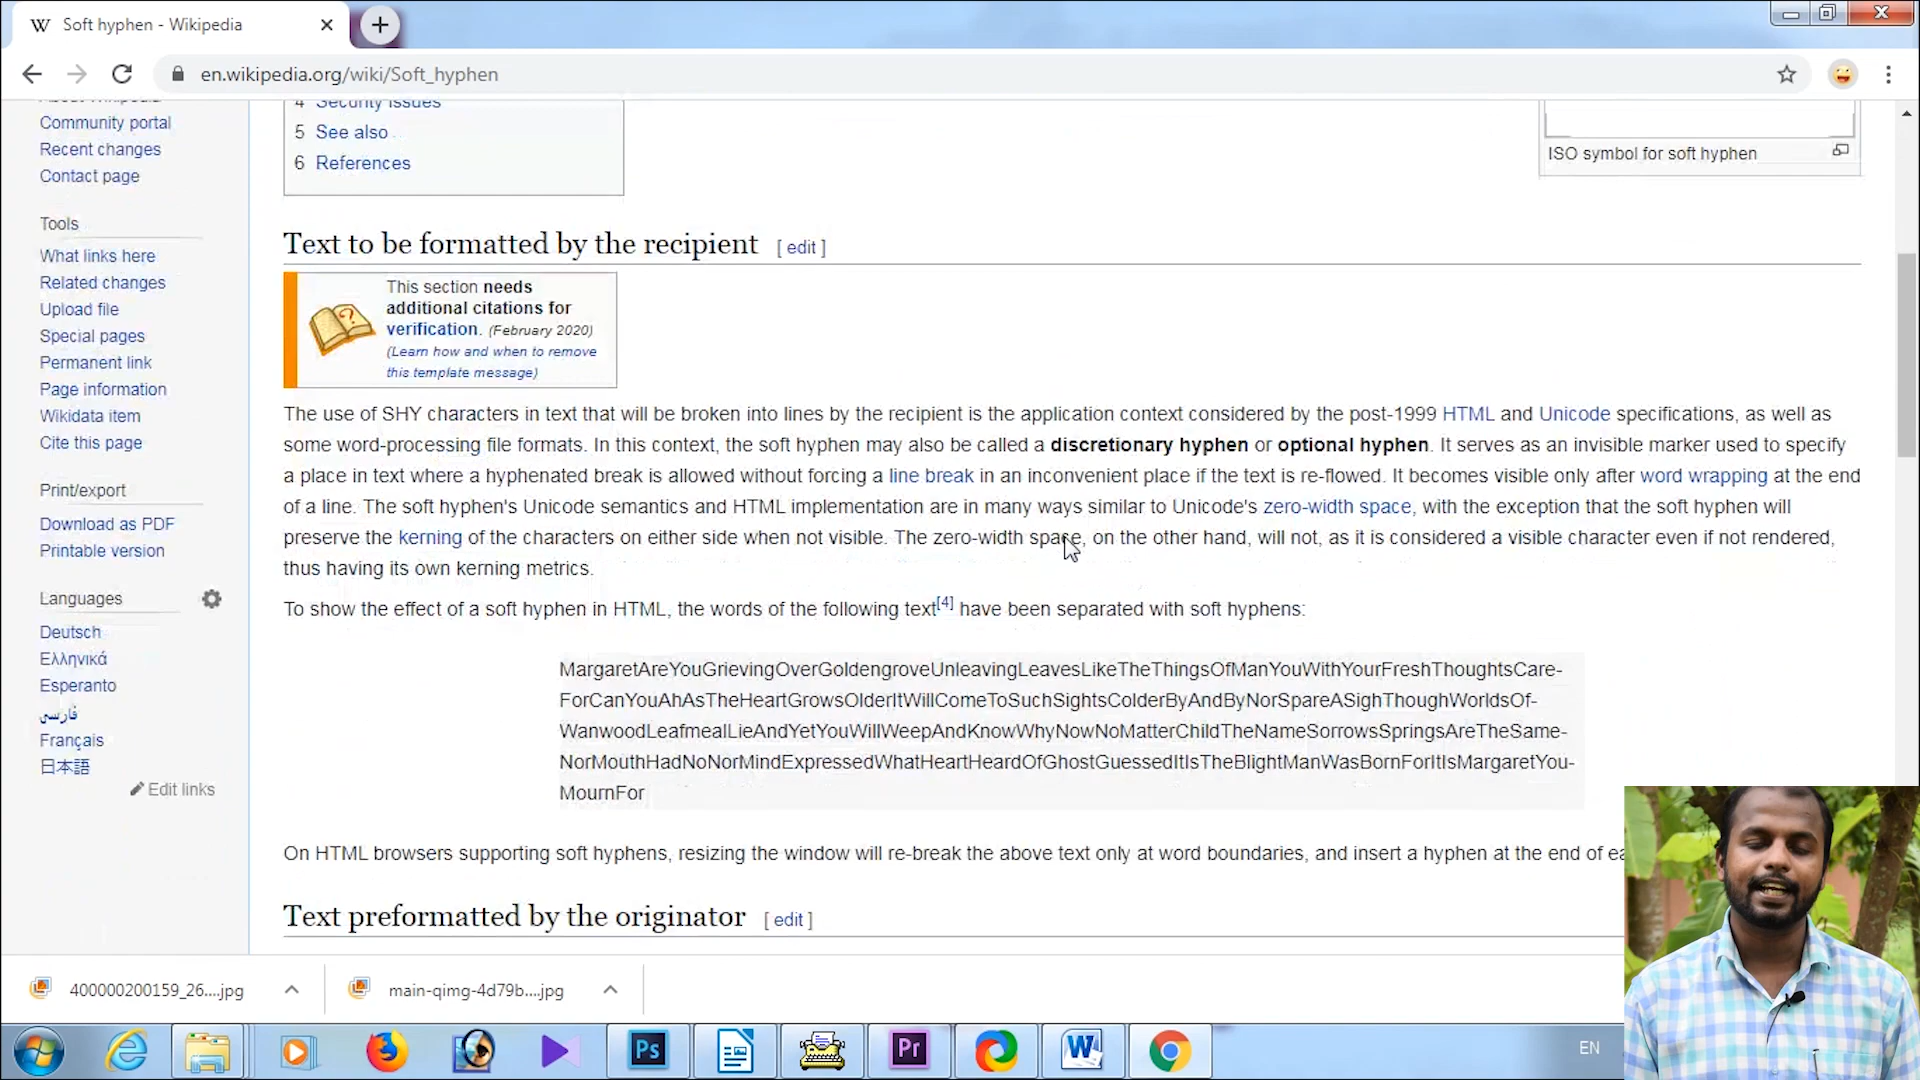 Soft hyphen - Wikipedia
en.wikipedia.org/wiki/Soft_hyphen
Community portal
Recent changes
Contact page
Tools
What links here
Related changes
Upload file
Special pages
Permanent link
Page information
Wikidata item
Cite this page
Print/export
Download as PDF
Printable version
Languages
Deutsch
Ελληνικά
Esperanto
فارسی
Français
日本語
Edit links
4 Security issues
5 See also
6 References
ISO symbol for soft hyphen
Text to be formatted by the recipient [ edit ]
This section needs
additional citations for
verification. (February 2020)
(Learn how and when to remove
this template message)
The use of SHY characters in text that will be broken into lines by the recipient is the application context considered by the post-1999 HTML and Unicode specifications, as well as
some word-processing file formats. In this context, the soft hyphen may also be called a discretionary hyphen or optional hyphen. It serves as an invisible marker used to specify
a place in text where a hyphenated break is allowed without forcing a line break in an inconvenient place if the text is re-flowed. It becomes visible only after word wrapping at the end
of a line. The soft hyphen's Unicode semantics and HTML implementation are in many ways similar to Unicode's zero-width space, with the exception that the soft hyphen will
preserve the kerning of the characters on either side when not visible. The zero-width space, on the other hand, will not, as it is considered a visible character even if not rendered,
thus having its own kerning metrics.
To show the effect of a soft hyphen in HTML, the words of the following text[4] have been separated with soft hyphens:
MargaretAreYouGrievingOverGoldengroveUnleavingLeavesLikeTheThingsOfManYouWithYourFreshThoughtsCare-
ForCanYouAhAsTheHeartGrowsOlderItWillComeToSuchSightsColderByAndByNorSpareASighThoughWorldsOf-
WanwoodLeafmealLieAndYetYouWillWeepAndKnowWhyNowNoMatterChildTheNameSorrowsSpringsAreTheSame-
NorMouthHadNoNorMindExpressedWhatHeartHeardOfGhostGuessedItIsTheBlightManWasBornForItIsMargaretYou-
MournFor
On HTML browsers supporting soft hyphens, resizing the window will re-break the above text only at word boundaries, and insert a hyphen at the end of ea
Text preformatted by the originator [ edit ]
400000200159_26....jpg
main-qimg-4d79b....jpg
Ps
Pr
W
EN